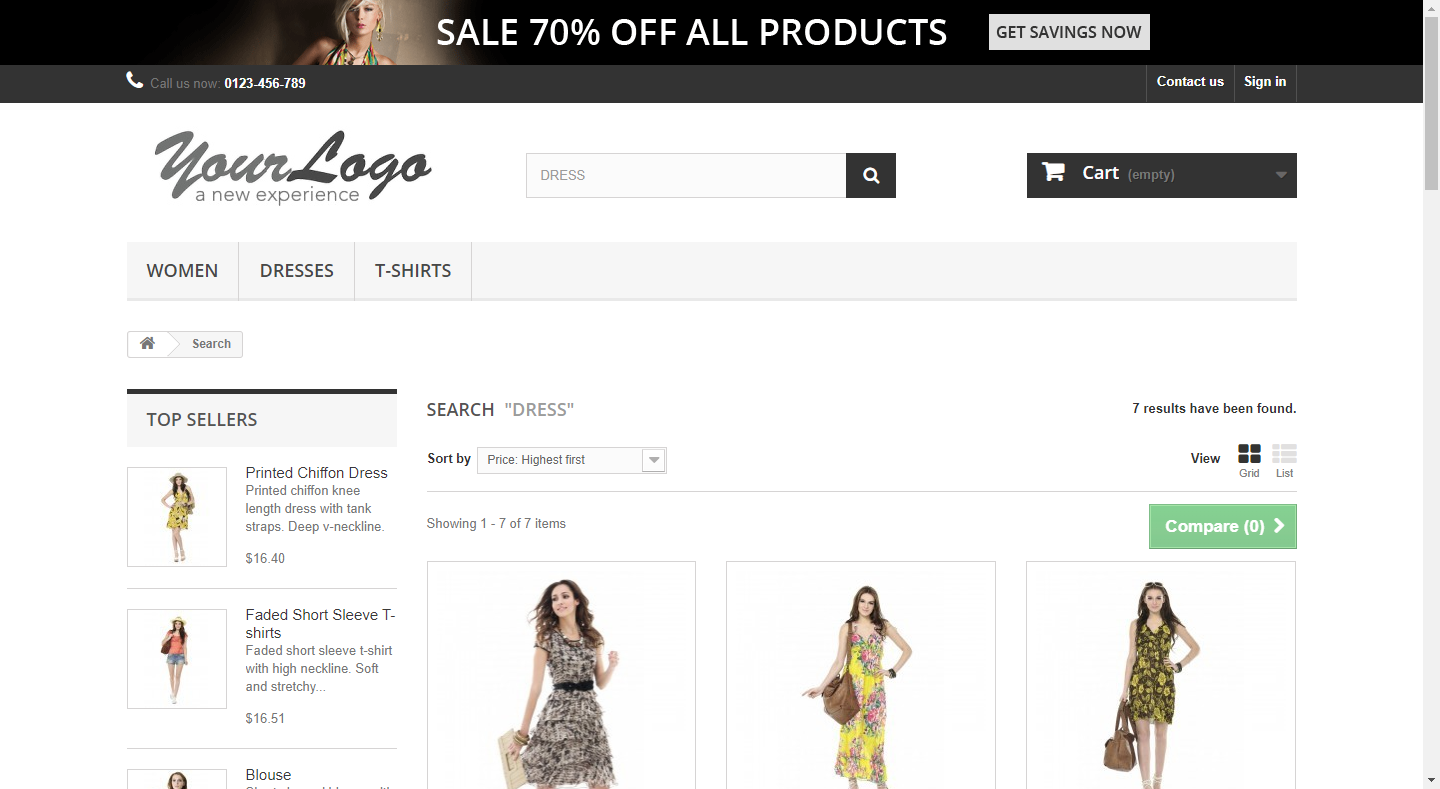 SALE 70% OFF ALL PRODUCTS
GET SAVINGS NOW
Call us now: 0123-456-789
Contact us
Sign in
YourLogo
a new experience
DRESS
Cart (empty)
WOMEN
DRESSES
T-SHIRTS
Search
TOP SELLERS
Printed Chiffon Dress
Printed chiffon knee
length dress with tank
straps. Deep v-neckline.
$16.40
Faded Short Sleeve T-
shirts
Faded short sleeve t-shirt
with high neckline. Soft
and stretchy...
$16.51
Blouse
SEARCH "DRESS"
7 results have been found.
Sort by
Price: Highest first
View
Grid
List
Showing 1 - 7 of 7 items
Compare (0)